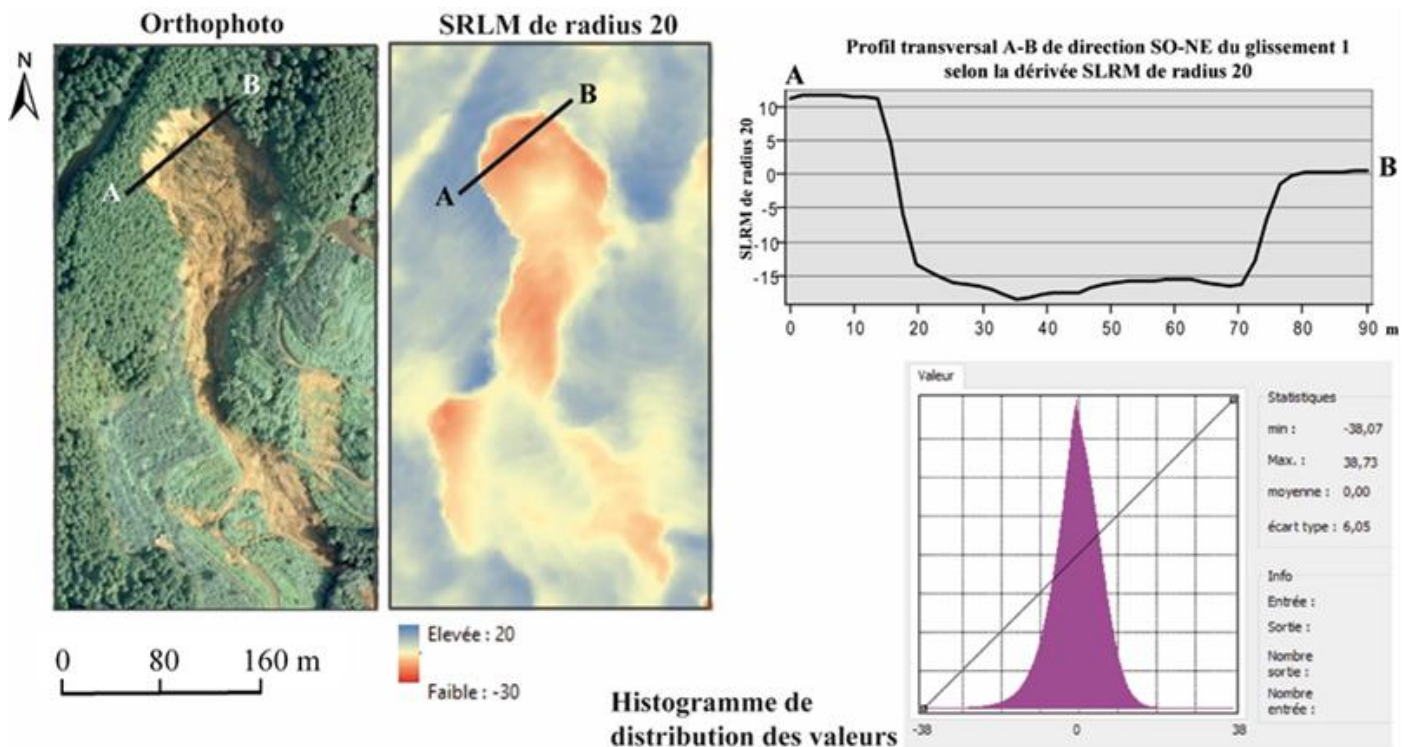 Orthophoto
SRLM de radius 20
N
A
B
A
B
0 80 160 m
Elevée : 20
Faible : -30
Profil transversal A-B de direction SO-NE du glissement 1
selon la dérivée SLRM de radius 20
A
B
SLRM de radius 20
10
5
0
-5
-10
-15
0 10 20 30 40 50 60 70 80 90 m
Histogramme de
distribution des valeurs
Valeur
-38 0 38
Statistiques
min : -38,07
Max. : 38,73
moyenne : 0,00
écart type : 6,05
Info
Entrée :
Sortie :
Nombre
sortie :
Nombre
entrée :